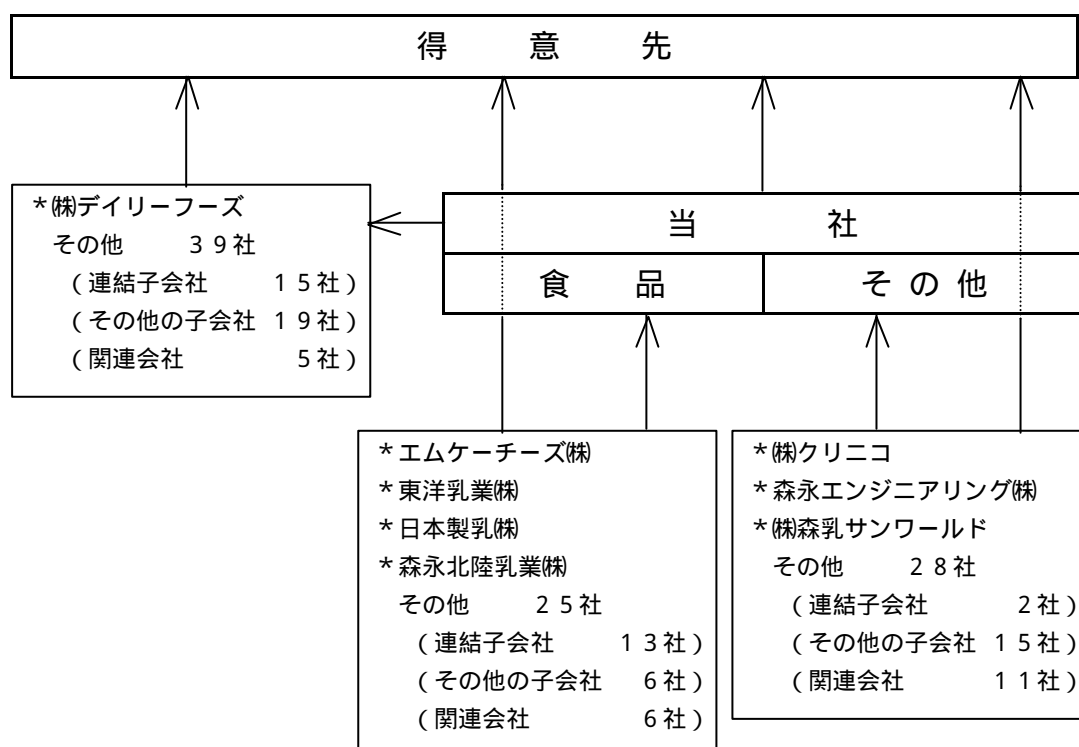 得 意 先
*㈱デイリーフーズ
その他 39社
(連結子会社 15社)
(その他の子会社 19社)
(関連会社 5社)
当 社
食 品
その他
*エムケーチーズ㈱
*東洋乳業㈱
*日本製乳㈱
*森永北陸乳業㈱
その他 25社
(連結子会社 13社)
(その他の子会社 6社)
(関連会社 6社)
*㈱クリニコ
*森永エンジニアリング㈱
*㈱森乳サンワールド
その他 28社
(連結子会社 2社)
(その他の子会社 15社)
(関連会社 11社)